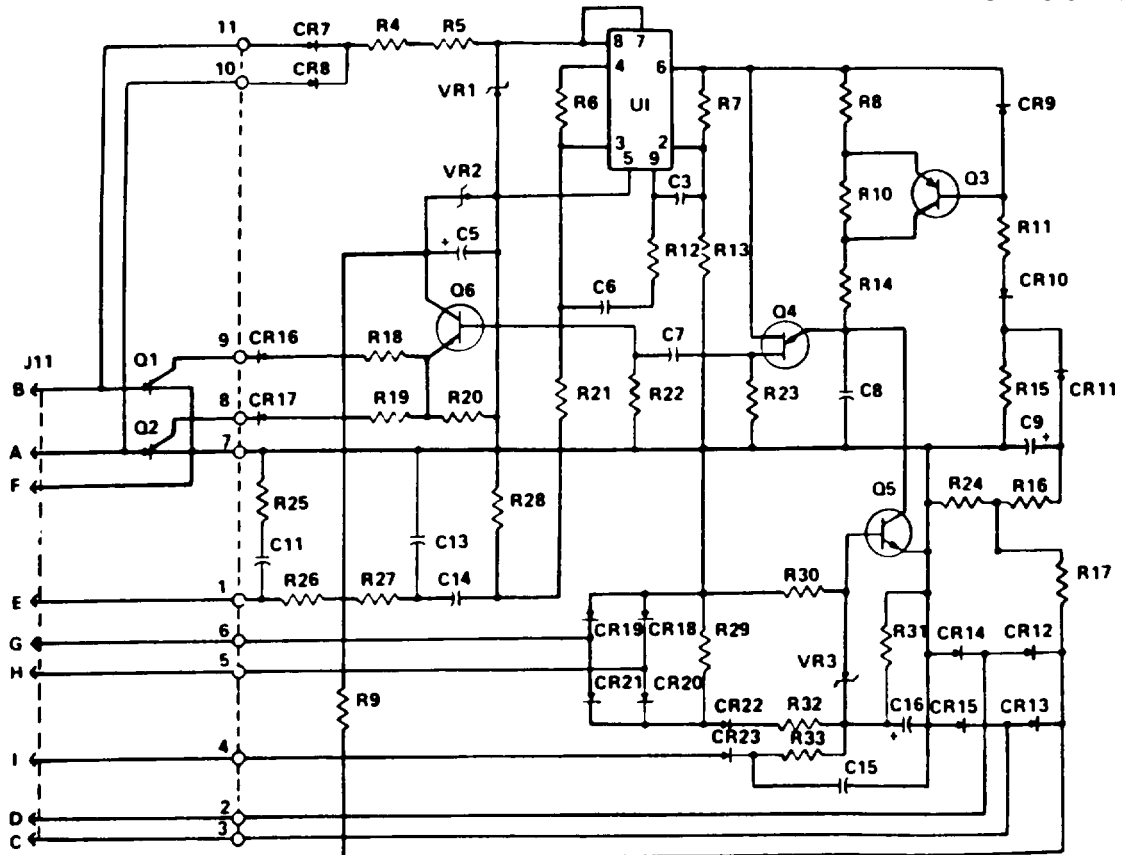 11 CR7 R4 R5
8 7
10 CR8
4 6
VR1 R6 U1 R7 R8 CR9
3 2
5 9
VR2 C3 Q3
R10
C5 R11
+
R12 R13
C6 R14 CR10
Q6 Q4
9 CR16 R18 C7
J11 Q1
B
R21 R22 R23 C8 R15 CR11
8 CR17 R19 R20
Q2 7 C9 +
A
F
R24 R16
R25 R28 Q5
C11 C13
R17
1 R26 R27 C14 R30
E
6 CR19 CR18 R29 R31 CR14 CR12
G
5
H
VR3
R9 CR21 CR20
CR22 R32 C16 CR15 CR13
+
CR23 R33
4
I
C15
2
D
3
C